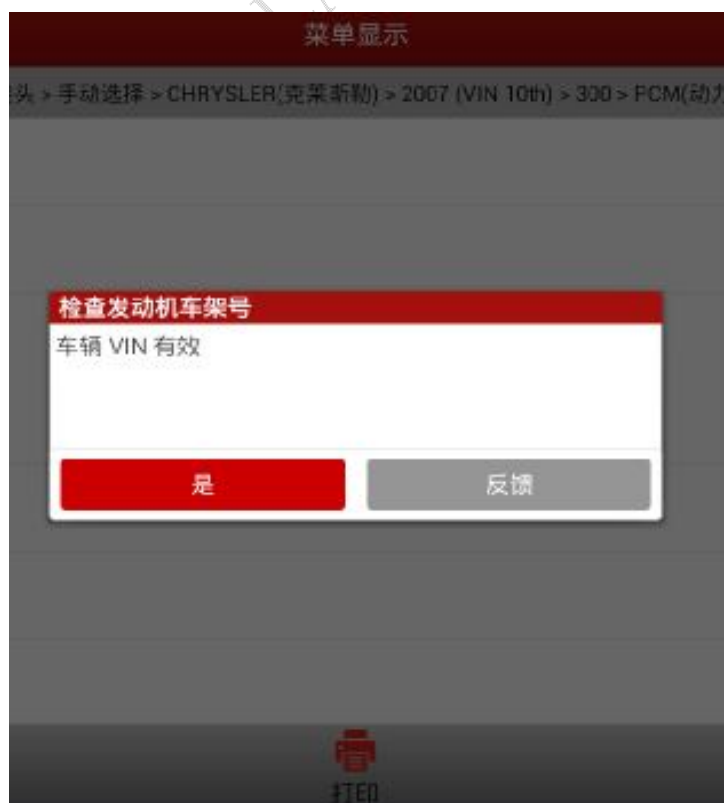 菜单显示
头 > 手动选择 > CHRYSLER(克莱斯勒) > 2007 (VIN 10th) > 300 > PCM(动力
检查发动机车架号
车辆 VIN 有效
是
反馈
打印